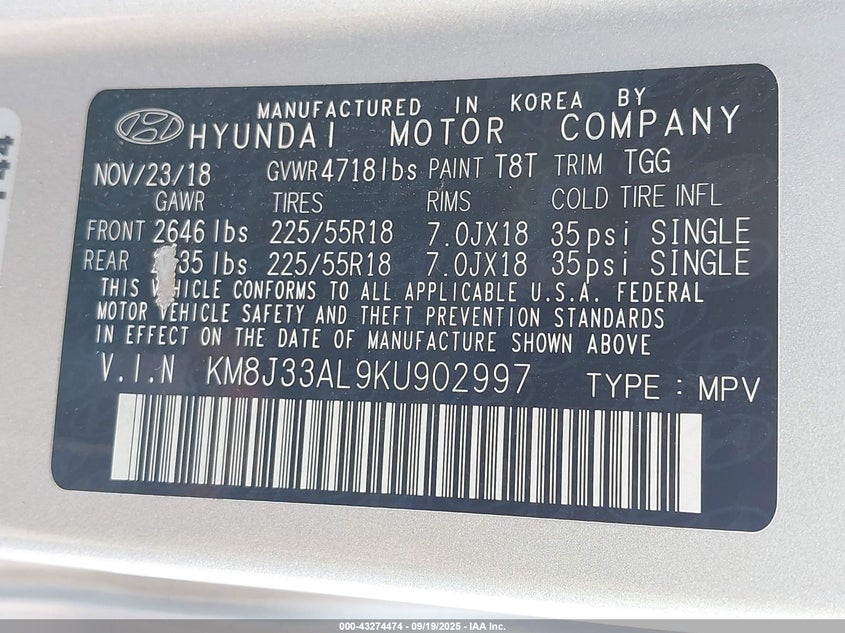 MANUFACTURED IN KOREA BY
HYUNDAI MOTOR COMPANY
NOV/23/18 GVWR 4718lbs PAINT T8T TRIM TGG
GAWR TIRES RIMS COLD TIRE INFL
FRONT 2646 lbs 225/55R18 7.0JX18 35psi SINGLE
REAR lbs 225/55R18 7.0JX18 35psi SINGLE
THIS VEHICLE CONFORMS TO ALL APPLICABLE U.S.A. FEDERAL
MOTOR VEHICLE SAFETY AND THEFT PREVENTION STANDARDS
IN EFFECT ON THE DATE OF MANUFACTURE SHOWN ABOVE
V.I.N KM8J33AL9KU902997 TYPE : MPV
000-43274474 - 09/19/2025 - IAA Inc.